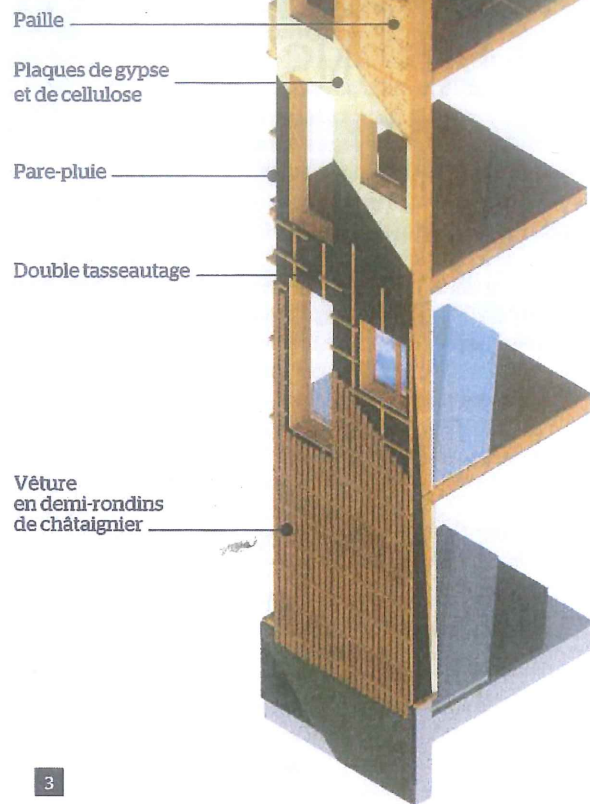 Paille
Plaques de gypse
et de cellulose
Pare-pluie
Double tasseautage
Vêture
en demi-rondins
de châtaignier
3